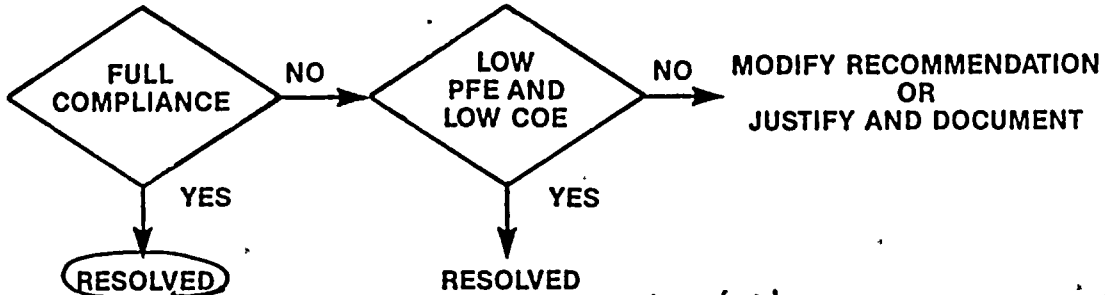 FULL
COMPLIANCE
NO
LOW
PFE AND
LOW COE
NO
MODIFY RECOMMENDATION
OR
JUSTIFY AND DOCUMENT
YES
YES
RESOLVED
RESOLVED